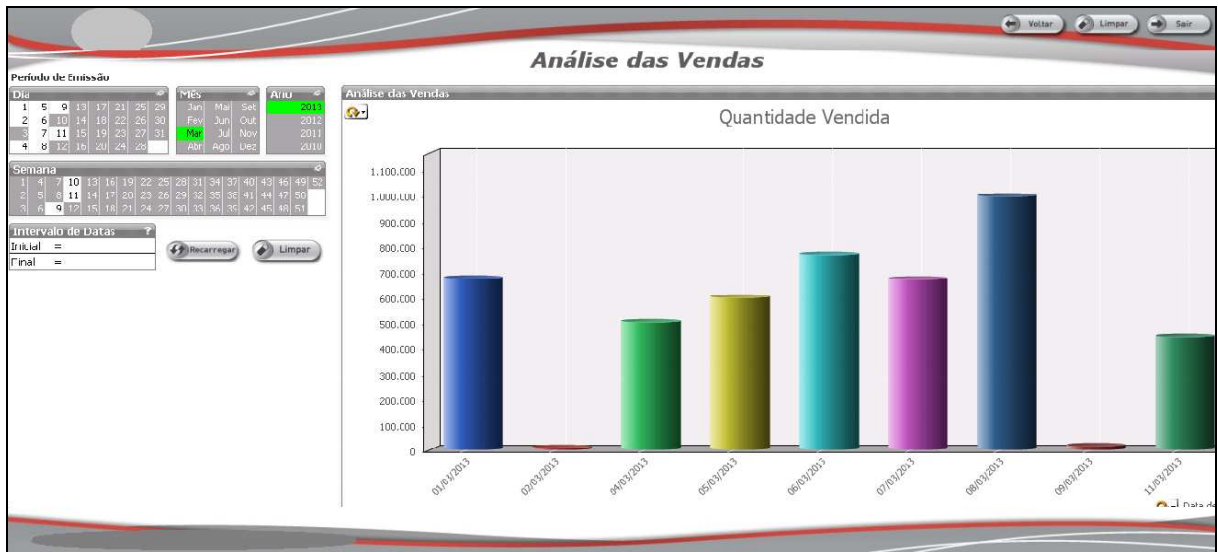 Voltar Limpar Sair
Análise das Vendas
Período de Emissão
Dia
1 5 9 13 17 21 25 29
2 6 10 14 18 22 26 30
3 7 11 15 19 23 27 31
4 8 12 16 20 24 28
Mês
Jan Mai Set
Fev Jun Out
Mar Jul Nov
Abr Ago Dez
Ano
2013
2012
2011
2010
Semana
1 4 7 10 13 16 19 22 25 28 31 34 37 40 43 46 49 52
2 5 8 11 14 17 20 23 26 29 32 35 38 41 44 47 50
3 6 9 12 15 18 21 24 27 30 33 36 39 42 45 48 51
Intervalo de Datas ?
Inicial =
Final =
Recarregar Limpar
Análise das Vendas
Quantidade Vendida
1.100.000
1.000.000
900.000
800.000
700.000
600.000
500.000
400.000
300.000
200.000
100.000
0
01/03/2013 02/03/2013 04/03/2013 05/03/2013 06/03/2013 07/03/2013 08/03/2013 09/03/2013 11/03/2013
Data de